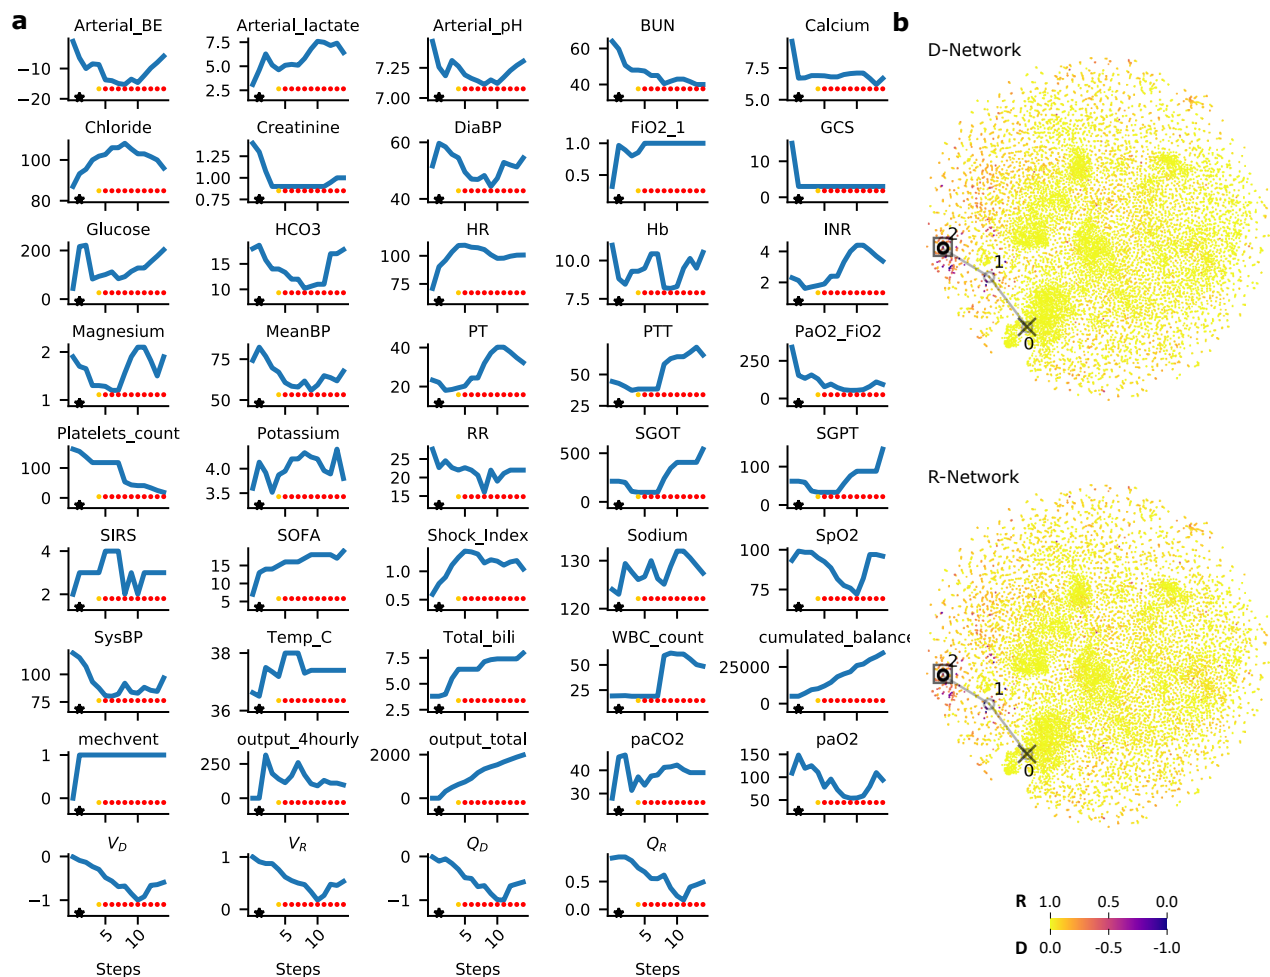 a
b
Arterial_BE
Arterial_lactate
Arterial_pH
BUN
Calcium
−10
−20
7.5
5.0
2.5
7.25
7.00
60
40
7.5
5.0
Chloride
Creatinine
DiaBP
FiO2_1
GCS
100
80
1.25
1.00
0.75
60
40
1.0
0.5
10
0
Glucose
HCO3
HR
Hb
INR
200
0
15
10
100
75
10.0
7.5
4
2
Magnesium
MeanBP
PT
PTT
PaO2_FiO2
2
1
75
50
40
20
50
25
250
0
Platelets_count
Potassium
RR
SGOT
SGPT
100
0
4.0
3.5
25
20
15
500
0
100
0
SIRS
SOFA
Shock_Index
Sodium
SpO2
4
2
15
10
5
1.0
0.5
130
120
100
75
SysBP
Temp_C
Total_bili
WBC_count
cumulated_balance
100
75
38
36
7.5
5.0
2.5
50
25
25000
0
mechvent
output_4hourly
output_total
paCO2
paO2
1
0
250
0
2000
0
40
30
150
100
50
V_D
V_R
Q_D
Q_R
0
−1
1
0
0
−1
0.5
0.0
5
10
5
10
5
10
5
10
Steps
Steps
Steps
Steps
D-Network
2
1
0
R-Network
2
1
0
R 1.0 0.5 0.0
D 0.0 -0.5 -1.0